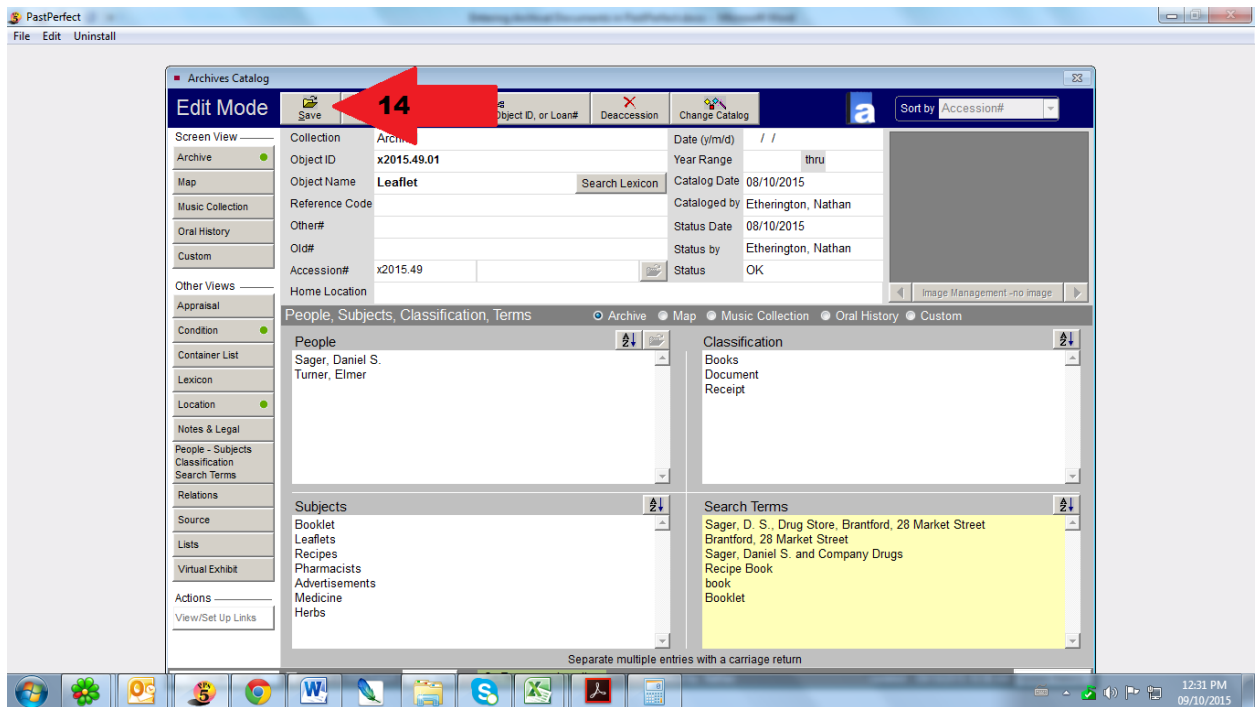 PastPerfect
File Edit Uninstall
Archives Catalog
Edit Mode
Save
14
Object ID, or Loan#
Deaccession
Change Catalog
a
Sort by Accession#
Screen View
Archive
Map
Music Collection
Oral History
Custom
Other Views
Appraisal
Condition
Container List
Lexicon
Location
Notes & Legal
People - Subjects
Classification
Search Terms
Relations
Source
Lists
Virtual Exhibit
Actions
View/Set Up Links
Collection
Object ID x2015.49.01
Object Name Leaflet Search Lexicon
Reference Code
Other#
Old#
Accession# x2015.49
Home Location
Date (y/m/d) / /
Year Range thru
Catalog Date 08/10/2015
Cataloged by Etherington, Nathan
Status Date 08/10/2015
Status by Etherington, Nathan
Status OK
Image Management -no image
People, Subjects, Classification, Terms Archive Map Music Collection Oral History Custom
People
Sager, Daniel S.
Turner, Elmer
Classification
Books
Document
Receipt
Subjects
Booklet
Leaflets
Recipes
Pharmacists
Advertisements
Medicine
Herbs
Search Terms
Sager, D. S., Drug Store, Brantford, 28 Market Street
Brantford, 28 Market Street
Sager, Daniel S. and Company Drugs
Recipe Book
book
Booklet
Separate multiple entries with a carriage return
12:31 PM
09/10/2015